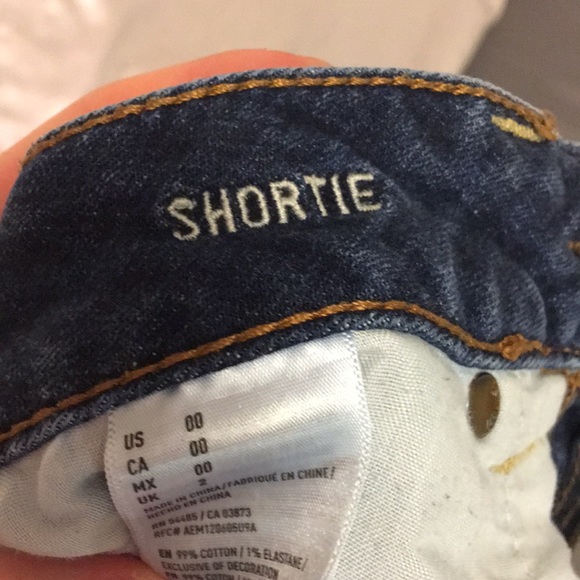 SHORTIE
US 00
CA 00
MX 00
UK 2
MADE IN CHINA/FABRIQUÉ EN CHINE/
HECHO EN CHINA
RN 54485 / CA 03873
RFC# AEM120605U9A
EN 99% COTTON / 1% ELASTANE/
EXCLUSIVE OF DECORATION